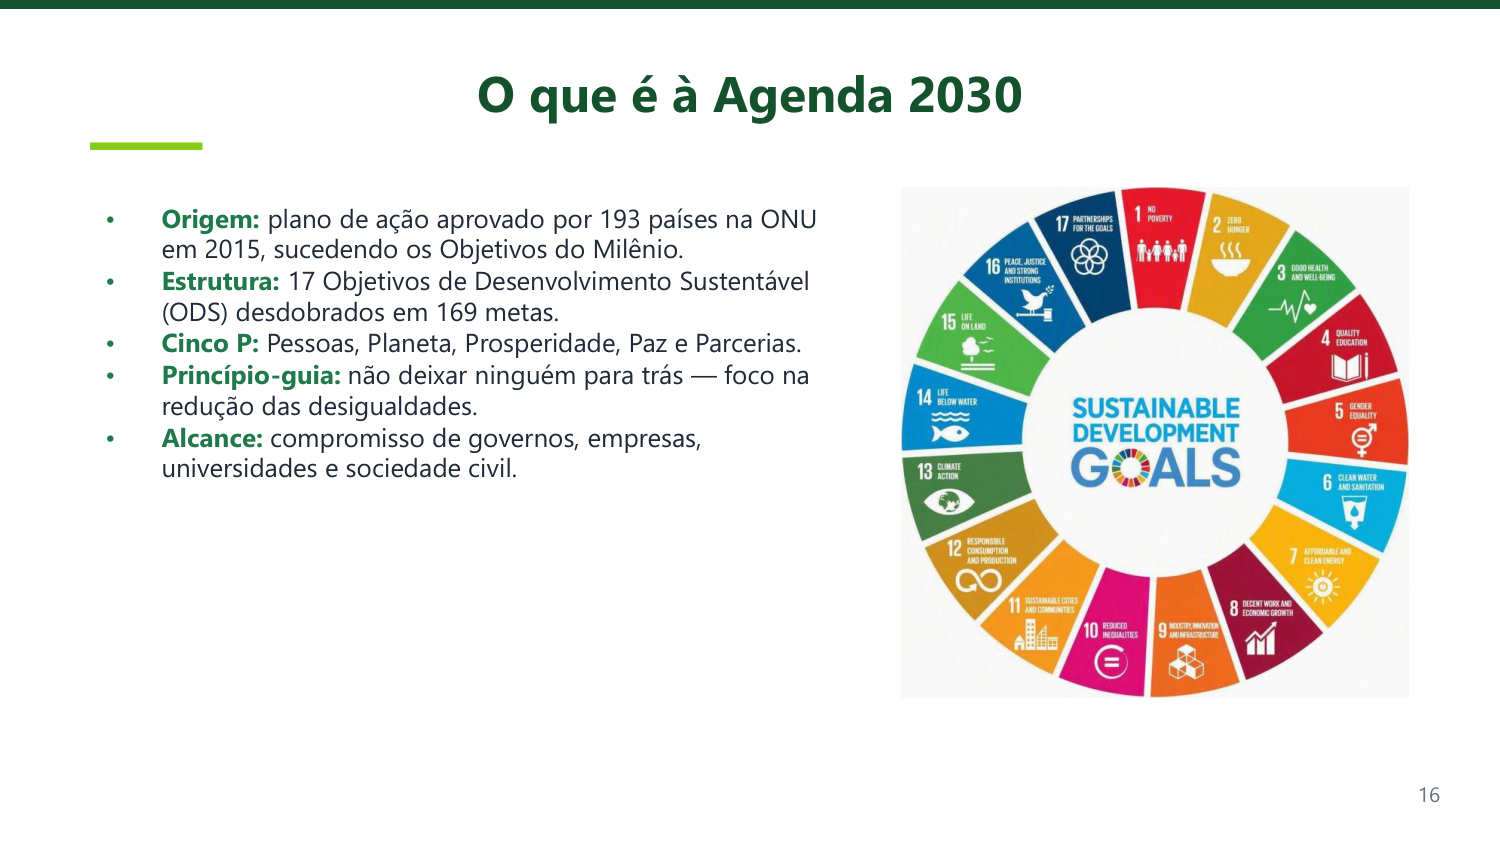 O que é à Agenda 2030
• Origem: plano de ação aprovado por 193 países na ONU
em 2015, sucedendo os Objetivos do Milênio.
• Estrutura: 17 Objetivos de Desenvolvimento Sustentável
(ODS) desdobrados em 169 metas.
• Cinco P: Pessoas, Planeta, Prosperidade, Paz e Parcerias.
• Princípio-guia: não deixar ninguém para trás — foco na
redução das desigualdades.
• Alcance: compromisso de governos, empresas,
universidades e sociedade civil.
SUSTAINABLE
DEVELOPMENT
GOALS
1 NO
POVERTY
2 ZERO
HUNGER
3 GOOD HEALTH
AND WELL-BEING
4 QUALITY
EDUCATION
5 GENDER
EQUALITY
6 CLEAN WATER
AND SANITATION
7 AFFORDABLE AND
CLEAN ENERGY
8 DECENT WORK AND
ECONOMIC GROWTH
9 INDUSTRY, INNOVATION
AND INFRASTRUCTURE
10 REDUCED
INEQUALITIES
11 SUSTAINABLE CITIES
AND COMMUNITIES
12 RESPONSIBLE
CONSUMPTION
AND PRODUCTION
13 CLIMATE
ACTION
14 LIFE
BELOW WATER
15 LIFE
ON LAND
16 PEACE, JUSTICE
AND STRONG
INSTITUTIONS
17 PARTNERSHIPS
FOR THE GOALS
16